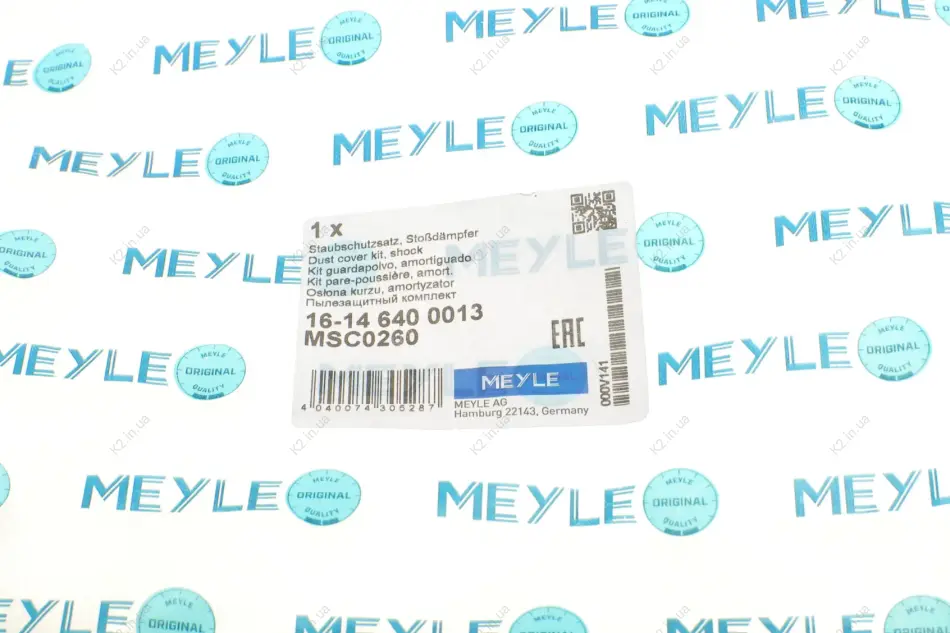 MEYLE ORIGINAL QUALITY
1 x
Staubschutzsatz, Stoßdämpfer
Dust cover kit, shock
Kit guardapolvo, amortiguado
Kit pare-poussière, amort.
Osłona kurzu, amortyzator
Пылезащитный комплект
16-14 640 0013
MSC0260
EAC
000V141
4 040074 305287
MEYLE
MEYLE AG
Hamburg 22143, Germany
K2.in.ua